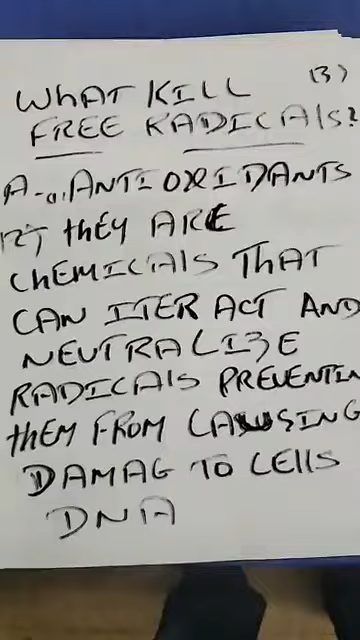 (3)
WHAT KILL
FREE RADICALS?
A-a. ANTIOXIDANTS
THEY ARE
CHEMICALS THAT
CAN ITERACT AND
NEUTRALIZE
RADICALS PREVENTIN
THEM FROM CAUSING
DAMAG TO CELLS
DNA